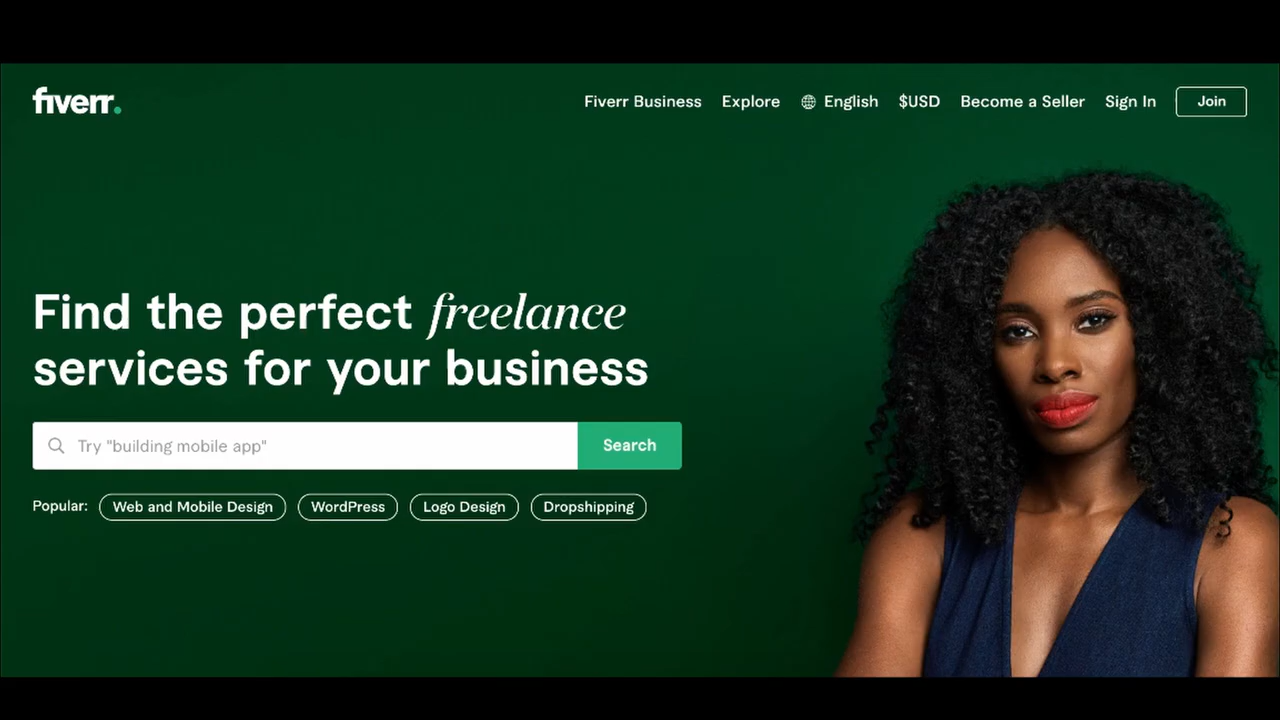 fiverr.
Fiverr Business Explore English $USD Become a Seller Sign In Join
Find the perfect freelance
services for your business
Try "building mobile app" Search
Popular: Web and Mobile Design WordPress Logo Design Dropshipping